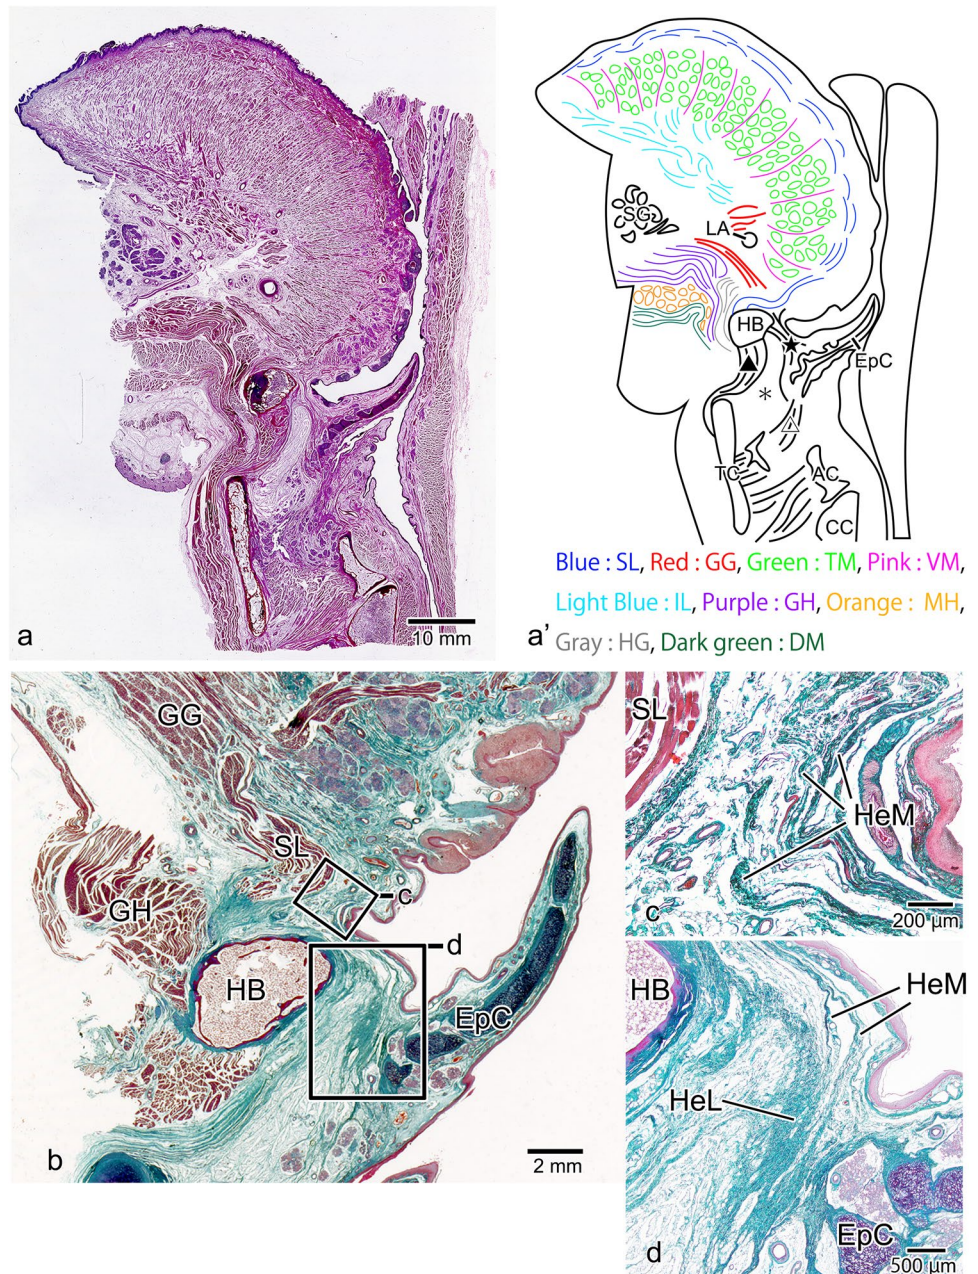 a
10 mm
SG
LA
HB
EpC
TC
AC
CC
a'
Blue : SL, Red : GG, Green : TM, Pink : VM,
Light Blue : IL, Purple : GH, Orange : MH,
Gray : HG, Dark green : DM
GG
SL
c
GH
d
HB
EpC
b
2 mm
SL
HeM
c
200 µm
HB
HeM
HeL
EpC
d
500 µm